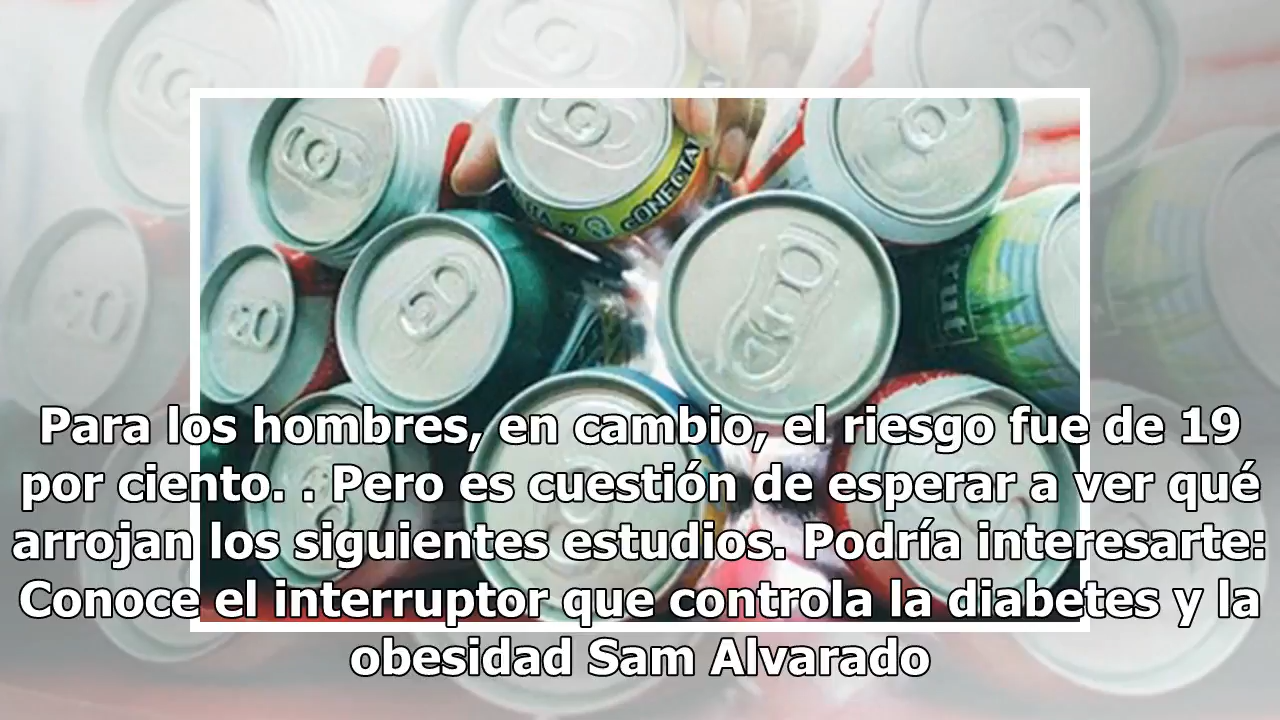 CONECTA
Para los hombres, en cambio, el riesgo fue de 19
por ciento. . Pero es cuestión de esperar a ver qué
arrojan los siguientes estudios. Podría interesarte:
Conoce el interruptor que controla la diabetes y la
obesidad Sam Alvarado